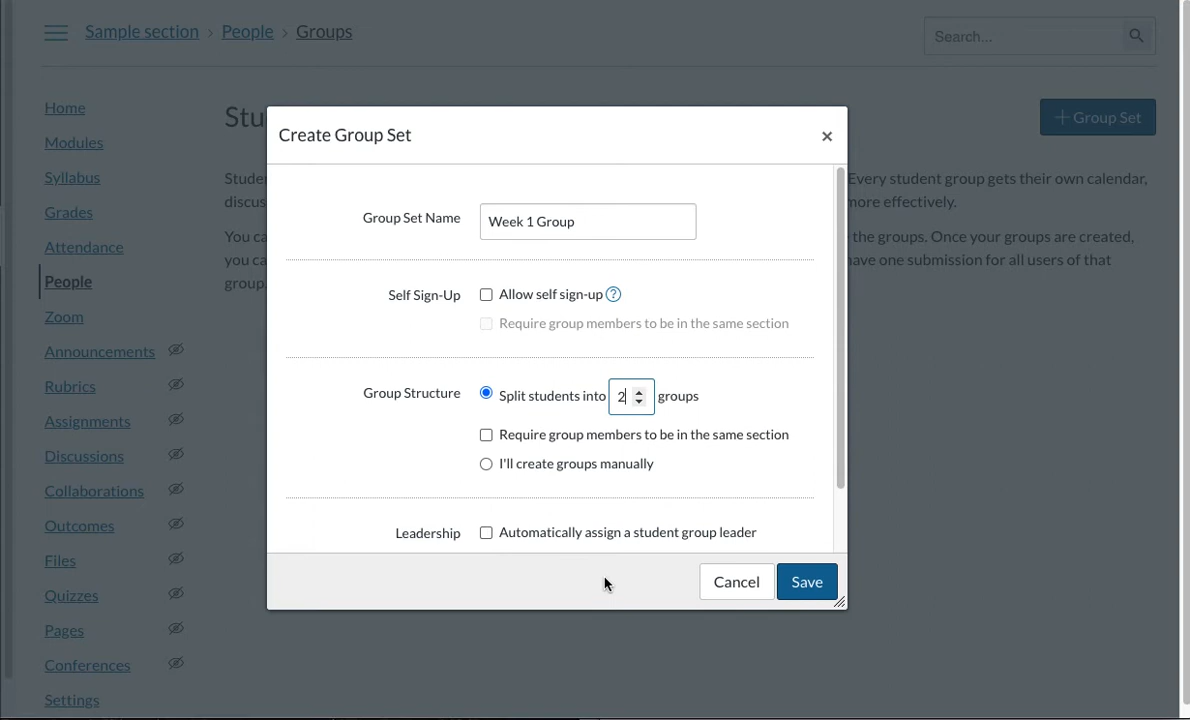 Sample section › People › Groups
Search...
Home
Modules
Syllabus
Grades
Attendance
People
Zoom
Announcements
Rubrics
Assignments
Discussions
Collaborations
Outcomes
Files
Quizzes
Pages
Conferences
Settings
+ Group Set
Every student group gets their own calendar,
more effectively.
You
the groups. Once your groups are created,
you
have one submission for all users of that
group.
Create Group Set
×
Group Set Name
Week 1 Group
Self Sign-Up
Allow self sign-up ?
Require group members to be in the same section
Group Structure
Split students into 2 groups
Require group members to be in the same section
I'll create groups manually
Leadership
Automatically assign a student group leader
Cancel
Save